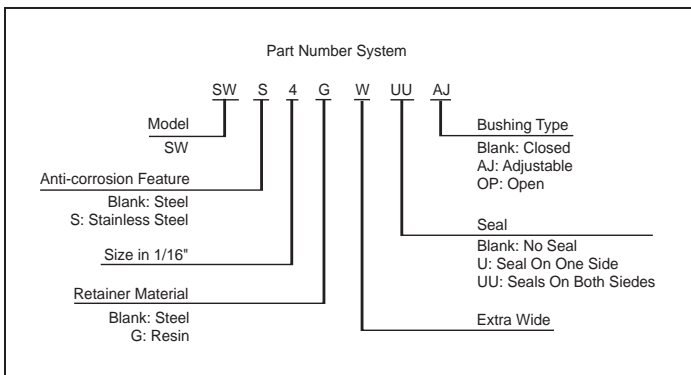 Part Number System
SW S 4 G W UU AJ
Model
SW
Anti-corrosion Feature
Blank: Steel
S: Stainless Steel
Size in 1/16"
Retainer Material
Blank: Steel
G: Resin
Bushing Type
Blank: Closed
AJ: Adjustable
OP: Open
Seal
Blank: No Seal
U: Seal On One Side
UU: Seals On Both Siedes
Extra Wide